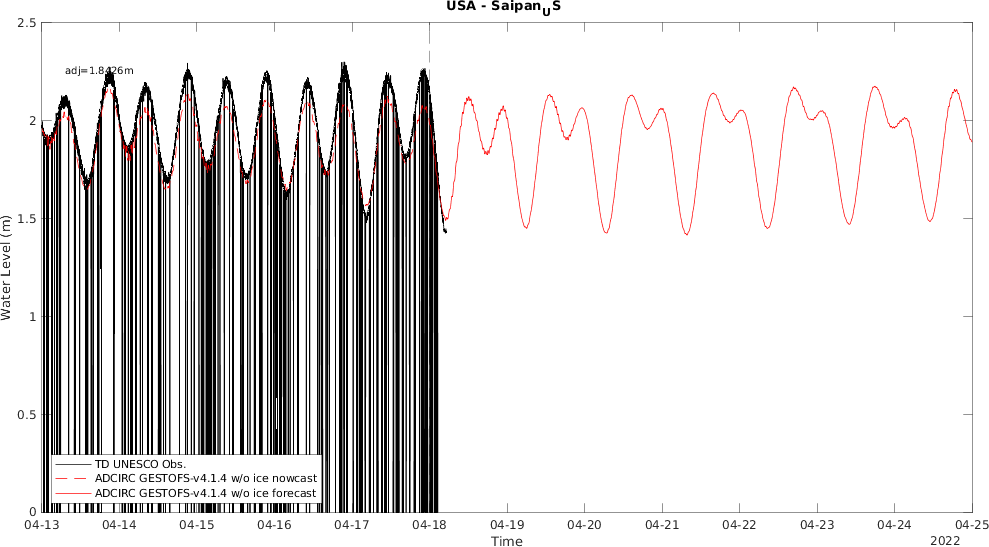 USA - SaipanUS
adj=1.8426m
2.5
2
1.5
1
0.5
0
Water Level (m)
TD UNESCO Obs.
ADCIRC GESTOFS-v4.1.4 w/o ice nowcast
ADCIRC GESTOFS-v4.1.4 w/o ice forecast
04-13 04-14 04-15 04-16 04-17 04-18 04-19 04-20 04-21 04-22 04-23 04-24 04-25
Time
2022